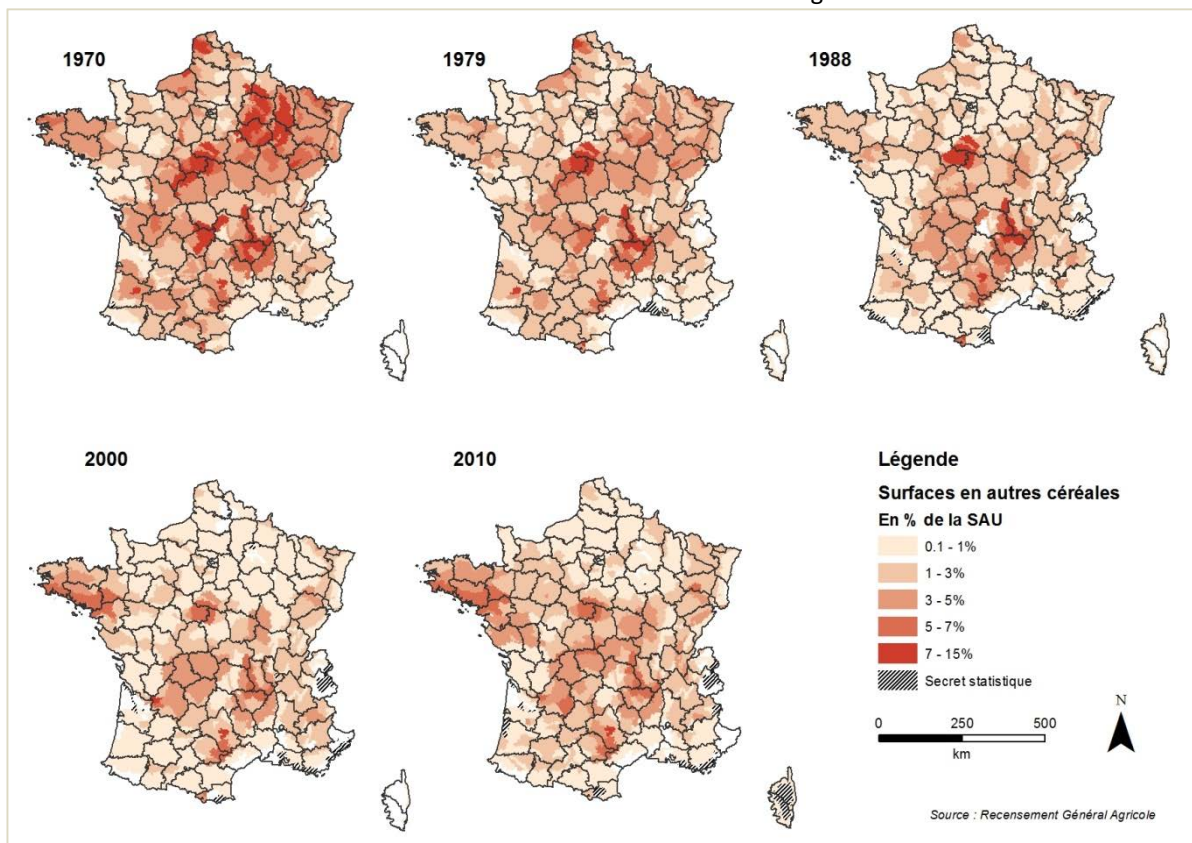 1970
1979
1988
2000
2010
Légende
Surfaces en autres céréales
En % de la SAU
0.1 - 1%
1 - 3%
3 - 5%
5 - 7%
7 - 15%
Secret statistique
N
0 250 500
km
Source : Recensement Général Agricole